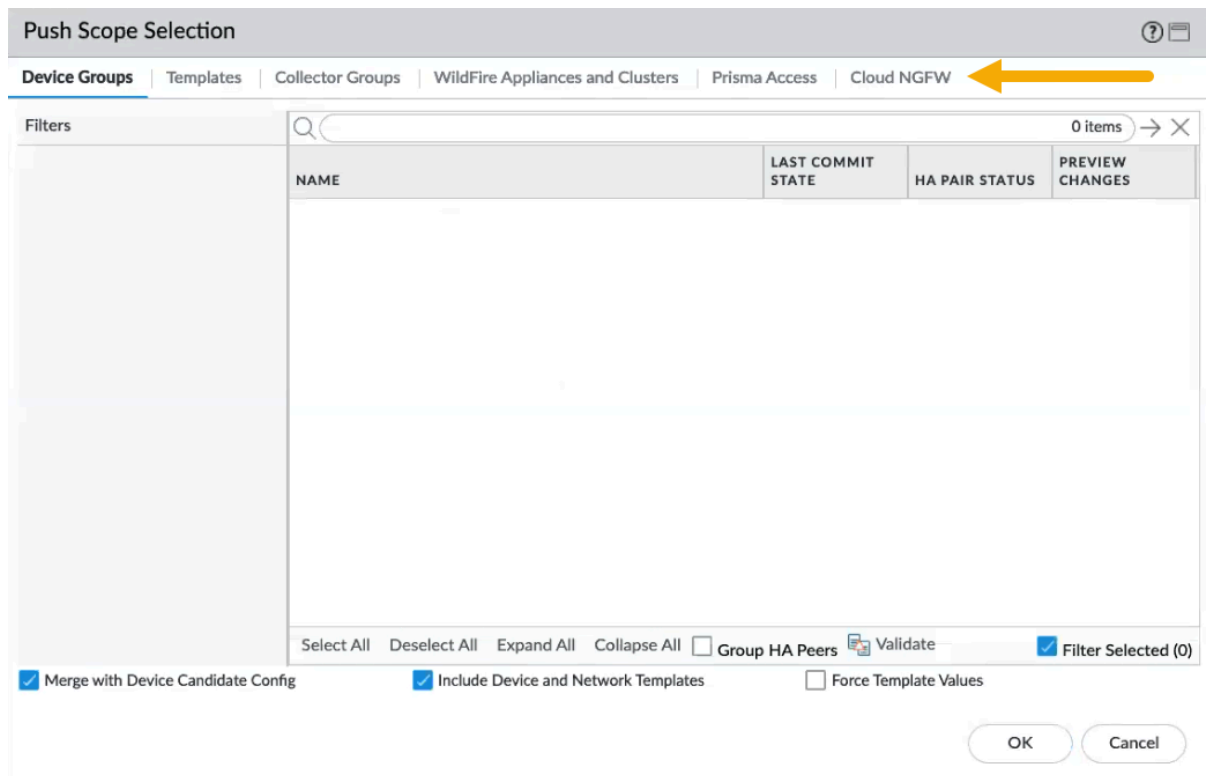 Push Scope Selection
Device Groups Templates Collector Groups WildFire Appliances and Clusters Prisma Access Cloud NGFW
Filters
0 items
NAME
LAST COMMIT STATE
HA PAIR STATUS
PREVIEW CHANGES
Select All Deselect All Expand All Collapse All Group HA Peers Validate Filter Selected (0)
Merge with Device Candidate Config Include Device and Network Templates Force Template Values
OK Cancel